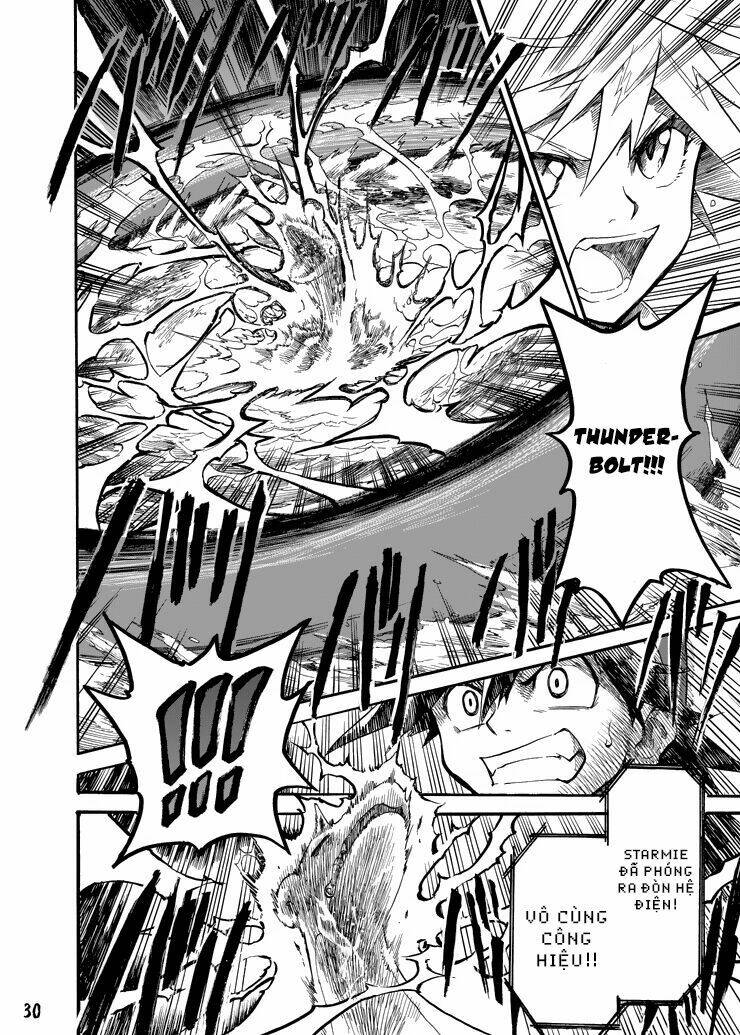 THUNDER-
BOLT!!!
!!!
STARMIE
ĐÃ PHÓNG
RA ĐÒN HỆ
ĐIỆN!
VÔ CÙNG
CÔNG
HIỆU!!
30